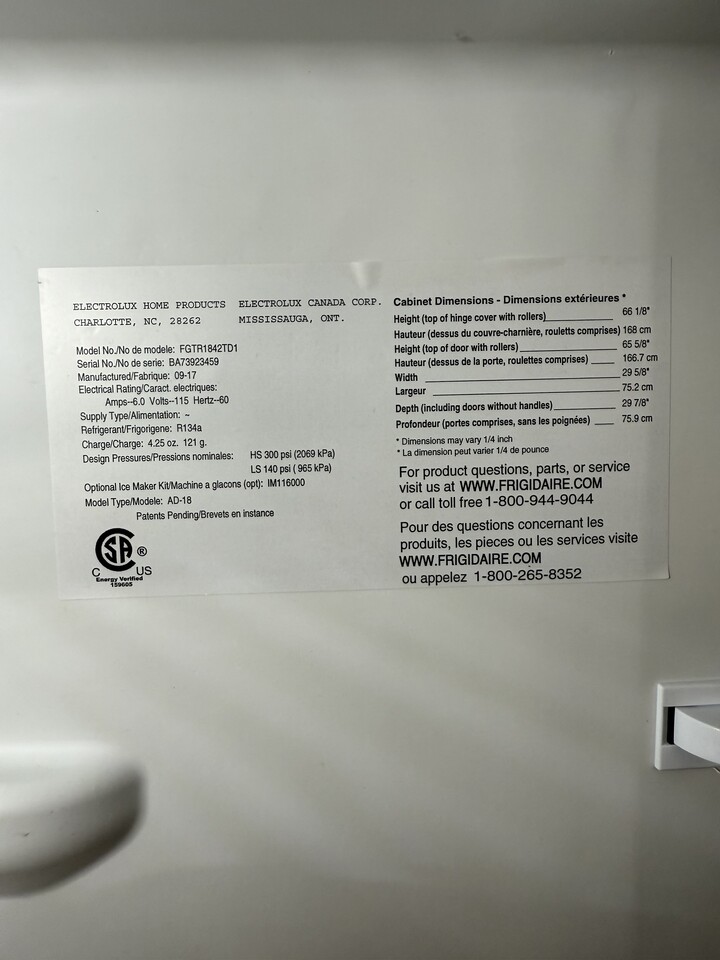 ELECTROLUX HOME PRODUCTS ELECTROLUX CANADA CORP.
CHARLOTTE, NC, 28262 MISSISSAUGA, ONT.
Model No./No de modele: FGTR1842TD1
Serial No./No de serie: BA73923459
Manufactured/Fabrique: 09-17
Electrical Rating/Caract. electriques:
Amps--6.0 Volts--115 Hertz--60
Supply Type/Alimentation: ~
Refrigerant/Frigorigene: R134a
Charge/Charge: 4.25 oz. 121 g.
Design Pressures/Pressions nominales: HS 300 psi (2069 kPa)
LS 140 psi ( 965 kPa)
Optional Ice Maker Kit/Machine a glacons (opt): IM116000
Model Type/Modele: AD-18
Patents Pending/Brevets en instance
SA ®
C US
Energy Verified
159605
Cabinet Dimensions - Dimensions extérieures *
Height (top of hinge cover with rollers) 66 1/8"
Hauteur (dessus du couvre-charnière, rouletts comprises) 168 cm
Height (top of door with rollers) 65 5/8"
Hauteur (dessus de la porte, roulettes comprises) 166.7 cm
Width 29 5/8"
Largeur 75.2 cm
Depth (including doors without handles) 29 7/8"
Profondeur (portes comprises, sans les poignées) 75.9 cm
* Dimensions may vary 1/4 inch
* La dimension peut varier 1/4 de pounce
For product questions, parts, or service
visit us at WWW.FRIGIDAIRE.COM
or call toll free 1-800-944-9044
Pour des questions concernant les
produits, les pieces ou les services visite
WWW.FRIGIDAIRE.COM
ou appelez 1-800-265-8352